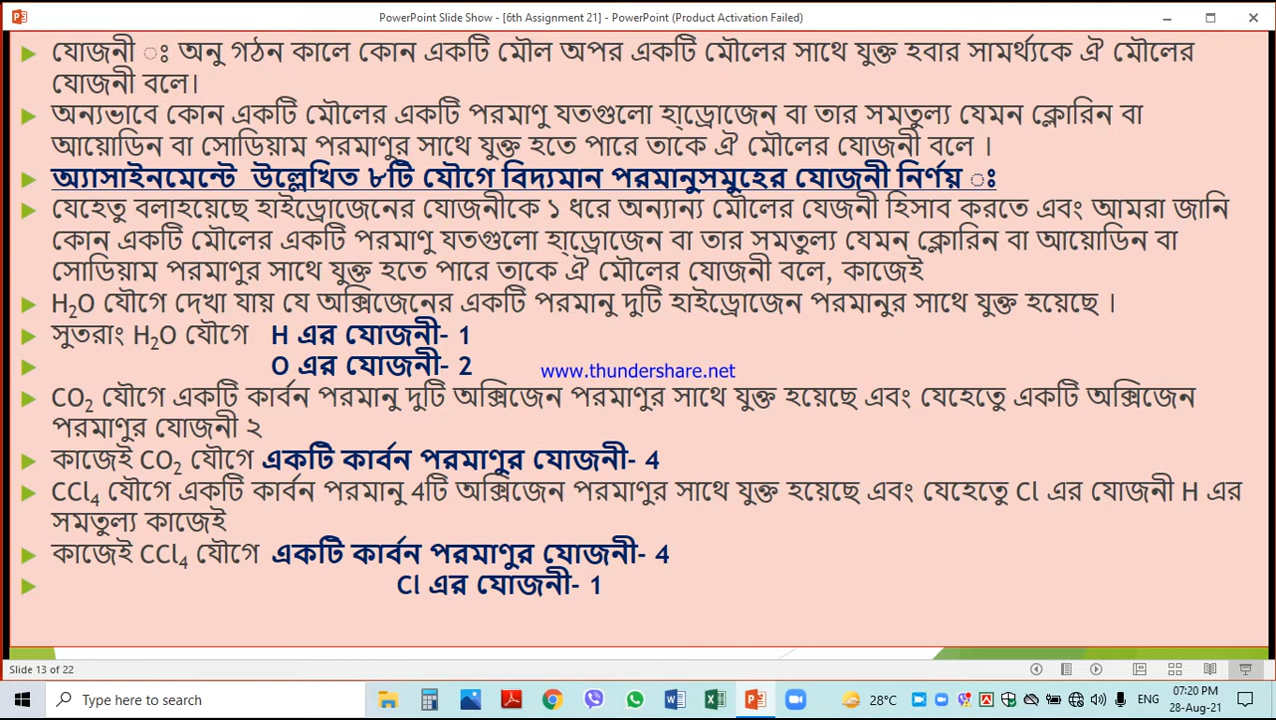 PowerPoint Slide Show - [6th Assignment 21] - PowerPoint (Product Activation Failed)
যোজনী ঃ অনু গঠন কালে কোন একটি মৌল অপর একটি মৌলের সাথে যুক্ত হবার সামর্থ্যকে ঐ মৌলের
যোজনী বলে।
অন্যভাবে কোন একটি মৌলের একটি পরমাণু যতগুলো হা্ড্রোজেন বা তার সমতুল্য যেমন ক্লোরিন বা
আয়োডিন বা সোডিয়াম পরমাণুর সাথে যুক্ত হতে পারে তাকে ঐ মৌলের যোজনী বলে ।
অ্যাসাইনমেন্টে উল্লেখিত ৮টি যৌগে বিদ্যমান পরমানুসমুহের যোজনী নির্ণয় ঃ
যেহেতু বলাহয়েছে হাইড্রোজেনের যোজনীকে ১ ধরে অন্যান্য মৌলের যেজনী হিসাব করতে এবং আমরা জানি
কোন একটি মৌলের একটি পরমাণু যতগুলো হা্ড্রোজেন বা তার সমতুল্য যেমন ক্লোরিন বা আয়োডিন বা
সোডিয়াম পরমাণুর সাথে যুক্ত হতে পারে তাকে ঐ মৌলের যোজনী বলে, কাজেই
H₂O যৌগে দেখা যায় যে অক্সিজেনের একটি পরমানু দুটি হাইড্রোজেন পরমানুর সাথে যুক্ত হয়েছে ।
সুতরাং H₂O যৌগে H এর যোজনী- 1
O এর যোজনী- 2
www.thundershare.net
CO₂ যৌগে একটি কার্বন পরমানু দুটি অক্সিজেন পরমাণুর সাথে যুক্ত হয়েছে এবং যেহেতে একটি অক্সিজেন
পরমাণুর যোজনী ২
কাজেই CO₂ যৌগে একটি কার্বন পরমাণুর যোজনী- 4
CCl₄ যৌগে একটি কার্বন পরমানু 4টি অক্সিজেন পরমাণুর সাথে যুক্ত হয়েছে এবং যেহেতে Cl এর যোজনী H এর
সমতুল্য কাজেই
কাজেই CCl₄ যৌগে একটি কার্বন পরমাণুর যোজনী- 4
Cl এর যোজনী- 1
Slide 13 of 22
Type here to search
28°C
ENG
07:20 PM
28-Aug-21